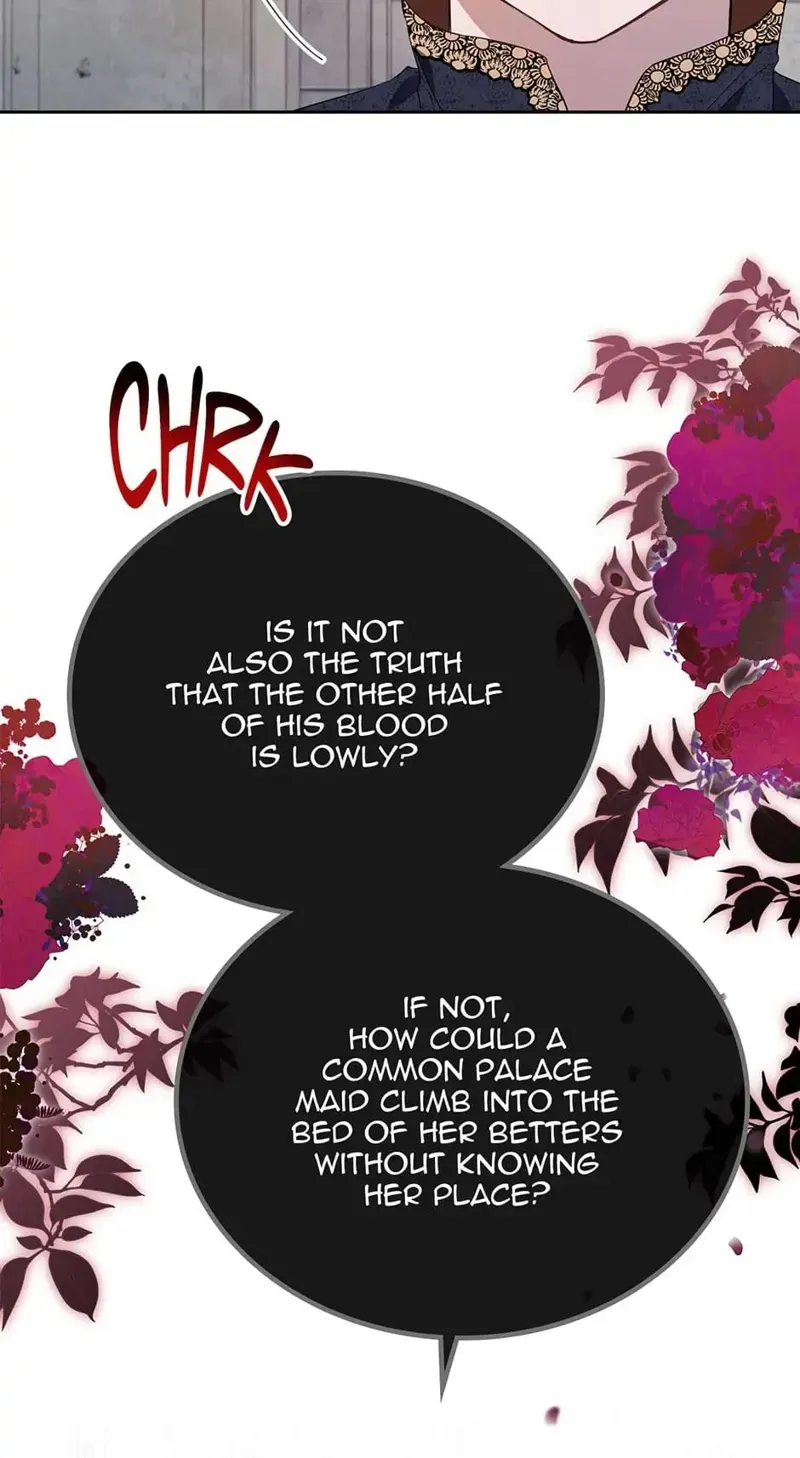 CHRK
IS IT NOT
ALSO THE TRUTH
THAT THE OTHER HALF
OF HIS BLOOD
IS LOWLY?
IF NOT,
HOW COULD A
COMMON PALACE
MAID CLIMB INTO THE
BED OF HER BETTERS
WITHOUT KNOWING
HER PLACE?